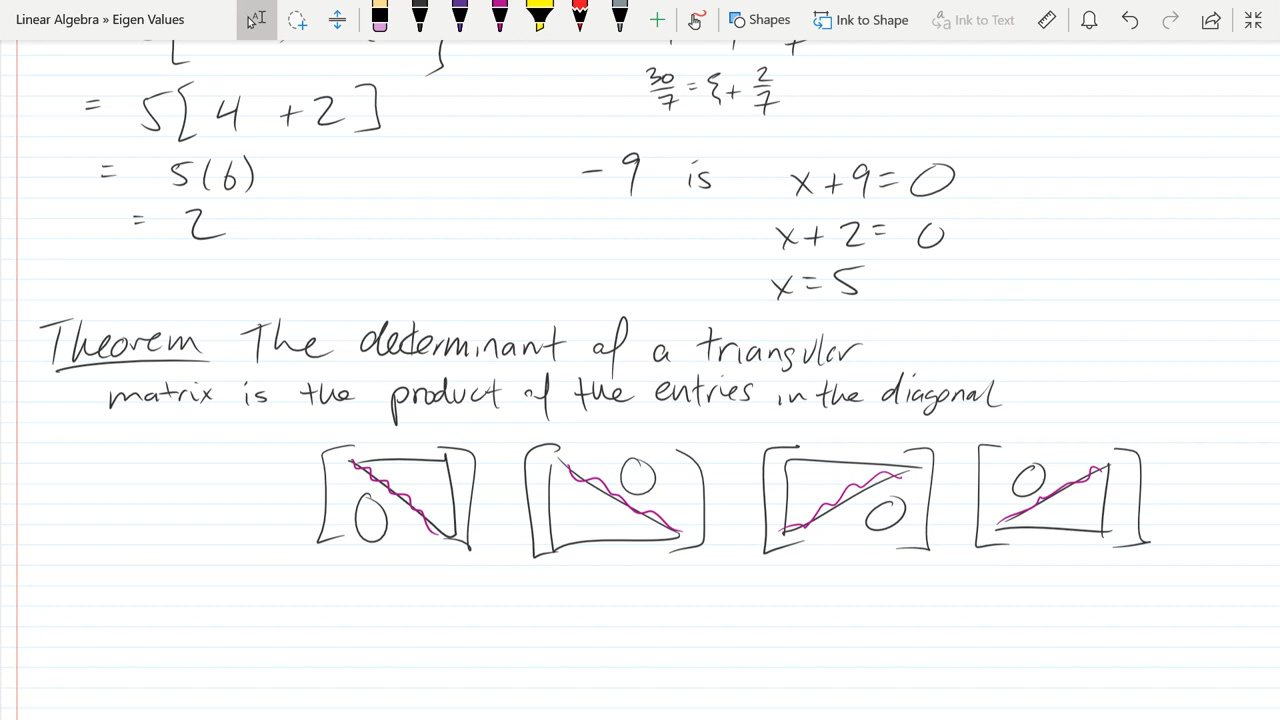 Linear Algebra » Eigen Values
Shapes
Ink to Shape
Ink to Text
= 5[ 4 +2 ]
= 5(6)
= 2
30/7 = { + 2/7
-9 is x + 9 = 0
x + 2 = 0
x = 5
Theorem The determinant of a triangular
matrix is the product of the entries in the diagonal
0 0 0 0